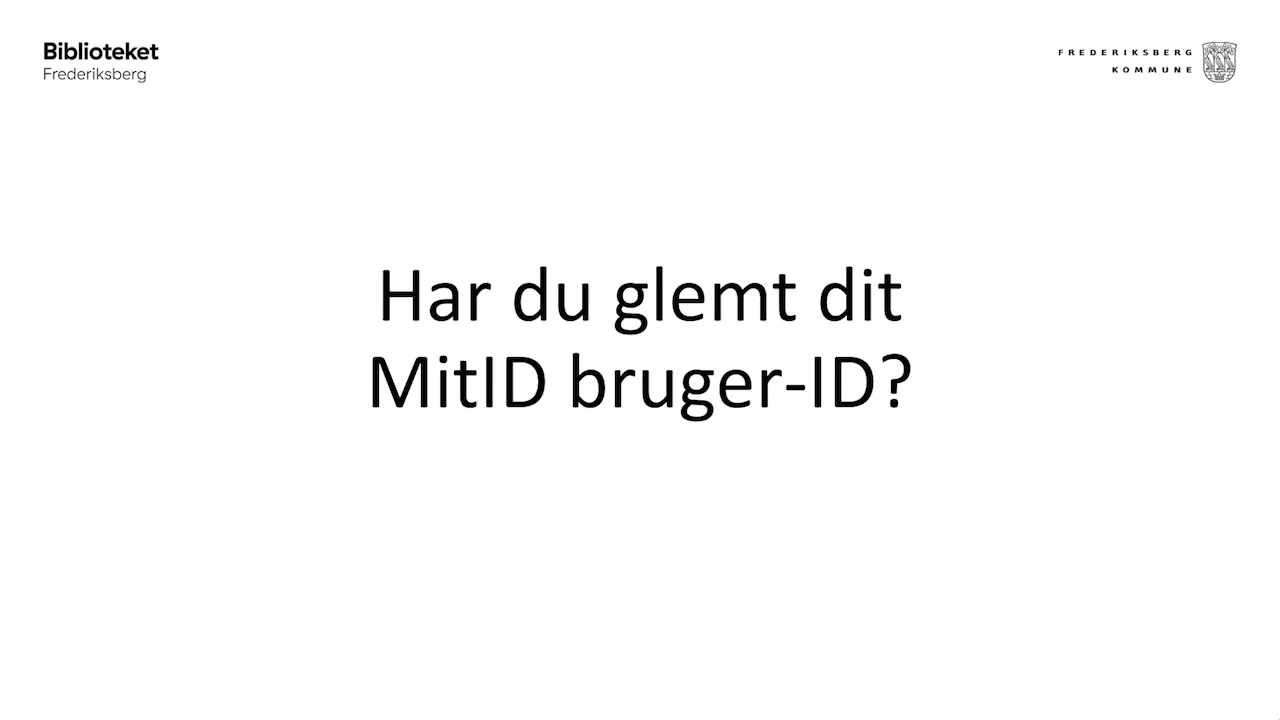 Biblioteket
Frederiksberg
FREDERIKSBERG
KOMMUNE
Har du glemt dit
MitID bruger-ID?